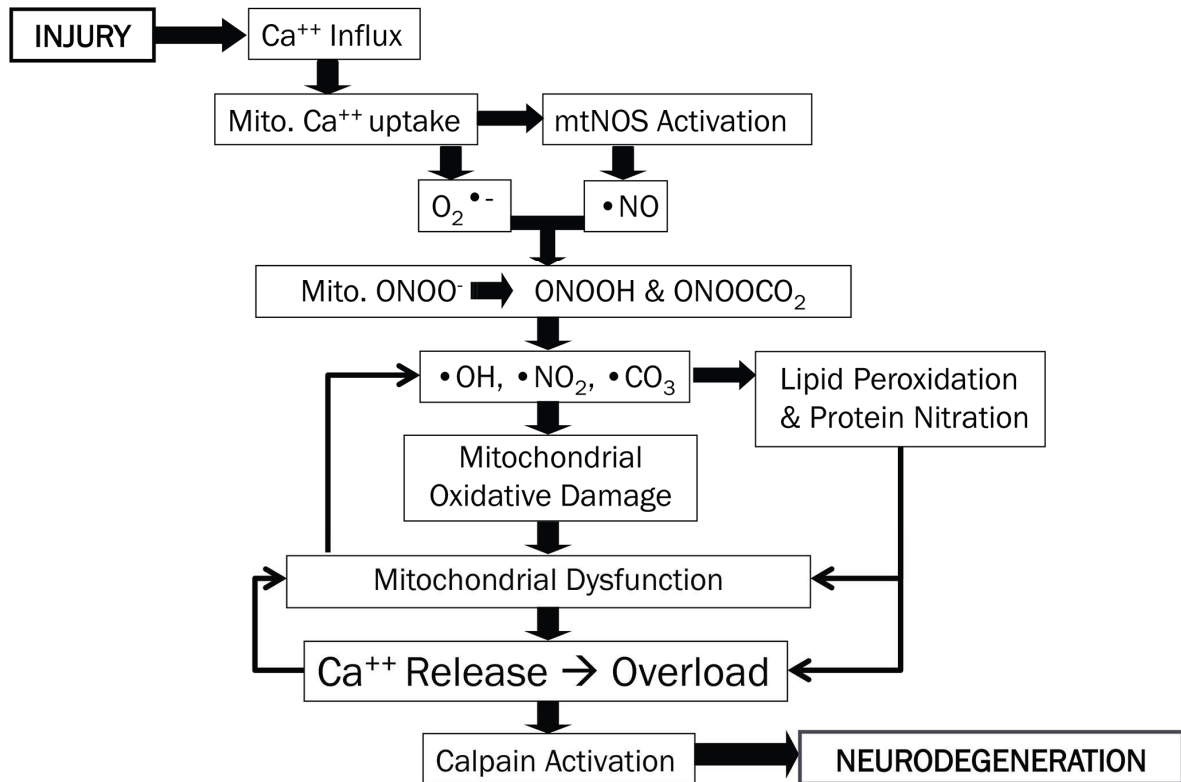 INJURY
Ca⁺⁺ Influx
Mito. Ca⁺⁺ uptake
mtNOS Activation
O₂•-
•NO
Mito. ONOO⁻ ➡ ONOOH & ONOOCO₂
•OH, •NO₂, •CO₃
Lipid Peroxidation
& Protein Nitration
Mitochondrial
Oxidative Damage
Mitochondrial Dysfunction
Ca⁺⁺ Release → Overload
Calpain Activation
NEURODEGENERATION